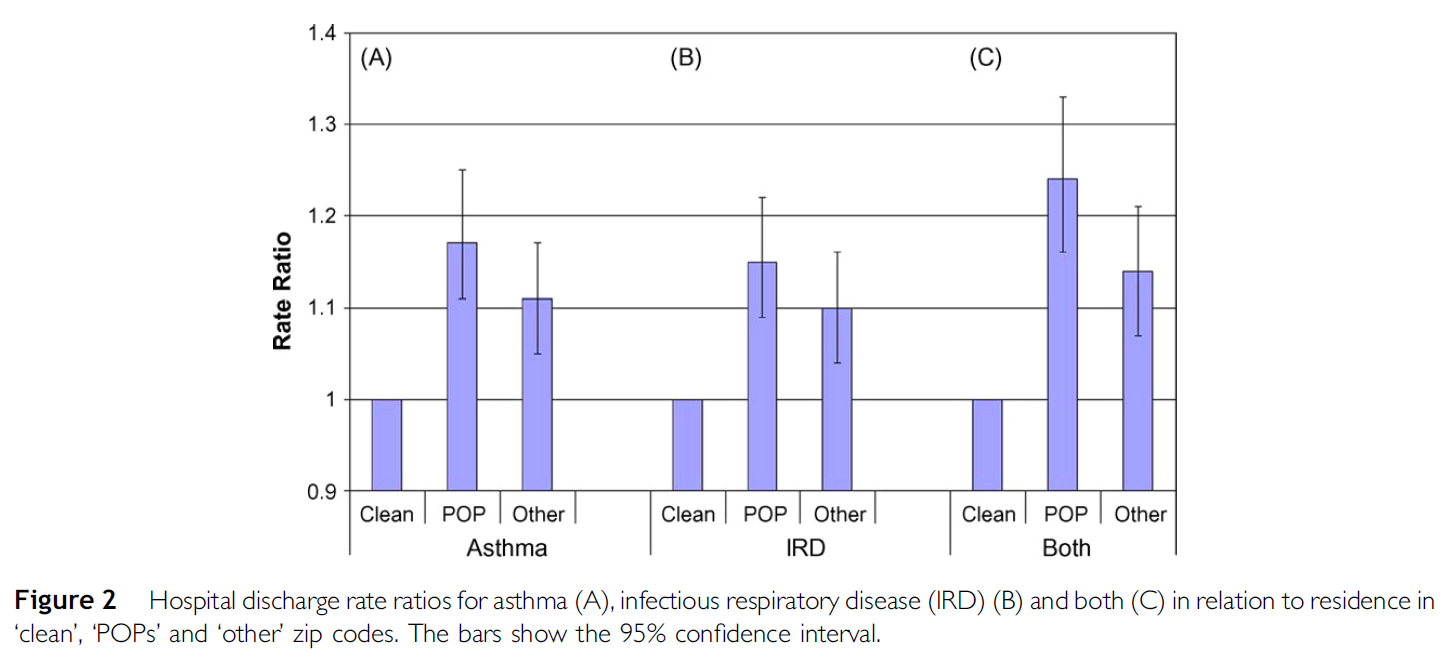 1.4
(A) (B) (C)
1.3
1.2
Rate Ratio
1.1
1
0.9
Clean POP Other Clean POP Other Clean POP Other
Asthma IRD Both
Figure 2 Hospital discharge rate ratios for asthma (A), infectious respiratory disease (IRD) (B) and both (C) in relation to residence in
‘clean’, ‘POPs’ and ‘other’ zip codes. The bars show the 95% confidence interval.